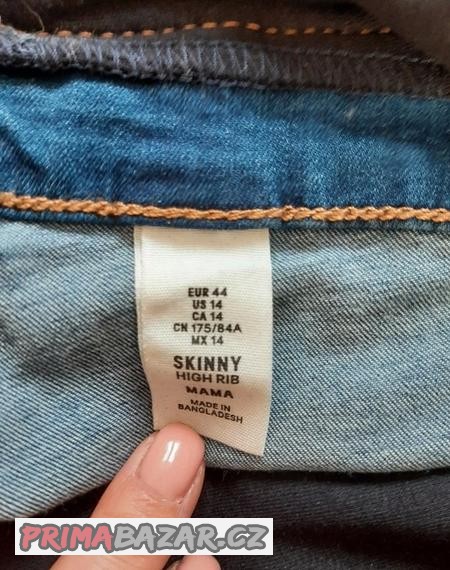 EUR 44
US 14
CA 14
CN 175/84A
MX 14
SKINNY
HIGH RIB
MAMA
MADE IN
BANGLADESH
PRIMABAZAR.CZ